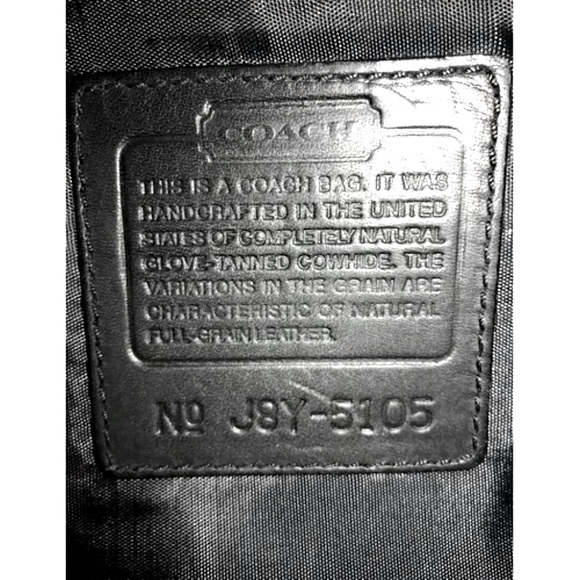 COACH
THIS IS A COACH BAG. IT WAS
HANDCRAFTED IN THE UNITED
STATES OF COMPLETELY NATURAL
GLOVE-TANNED COWHIDE. THE
VARIATIONS IN THE GRAIN ARE
CHARACTERISTIC OF NATURAL
FULL-GRAIN LEATHER.
Nº J8Y-5105